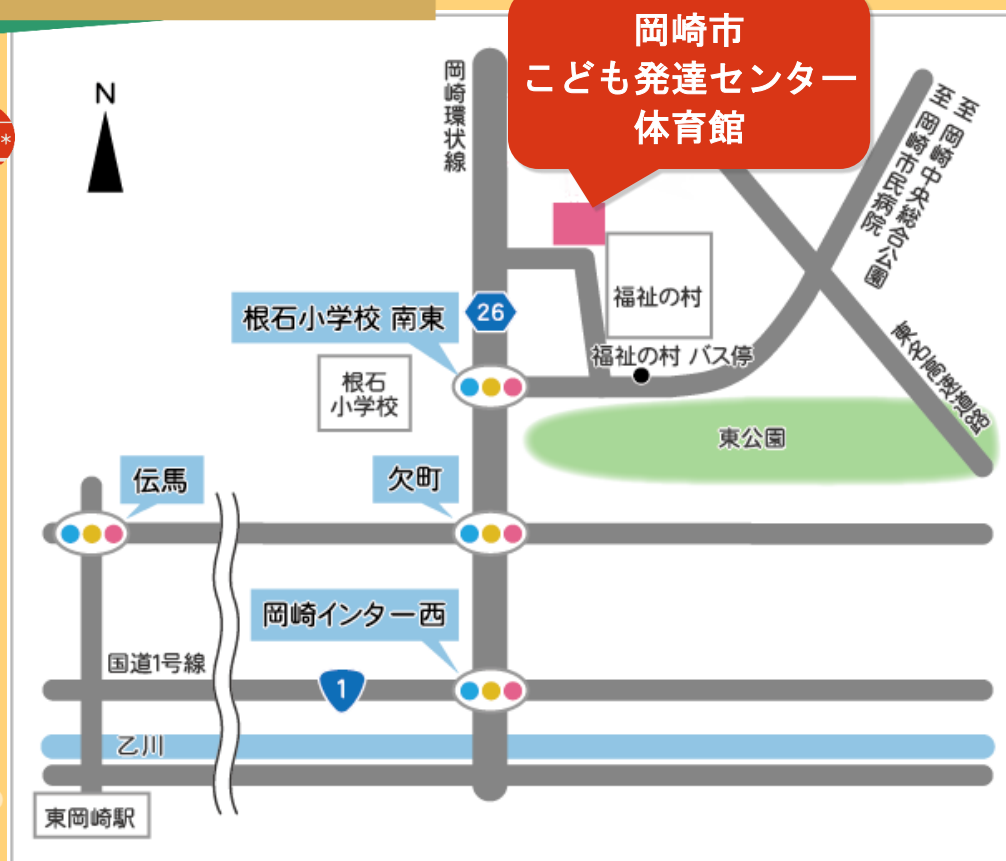 岡崎市
こども発達センター
体育館
N
*
岡崎環状線
至 岡崎中央総合公園
至 岡崎市民病院
福祉の村
根石小学校 南東
26
福祉の村 バス停
東名高速道路
根石
小学校
東公園
伝馬
欠町
岡崎インター西
国道1号線
1
乙川
東岡崎駅